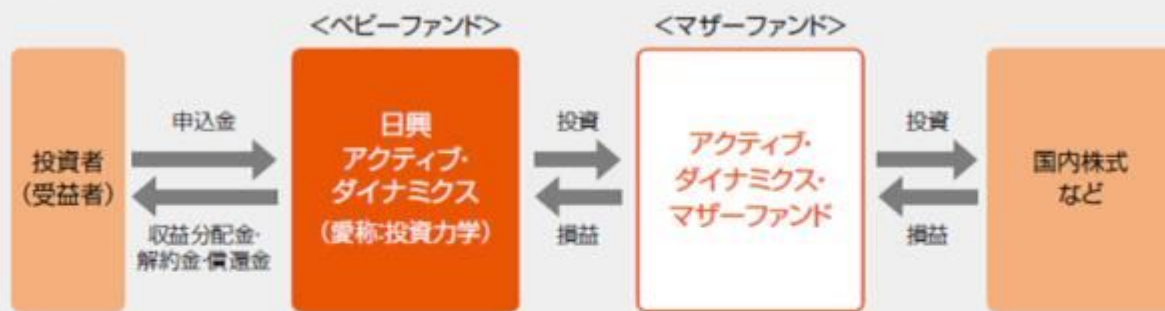 <ベビーファンド>
<マザーファンド>
投資者
(受益者)
申込金
収益分配金・
解約金・償還金
日興
アクティブ・
ダイナミクス
(愛称:投資力学)
投資
損益
アクティブ・
ダイナミクス・
マザーファンド
投資
損益
国内株式
など